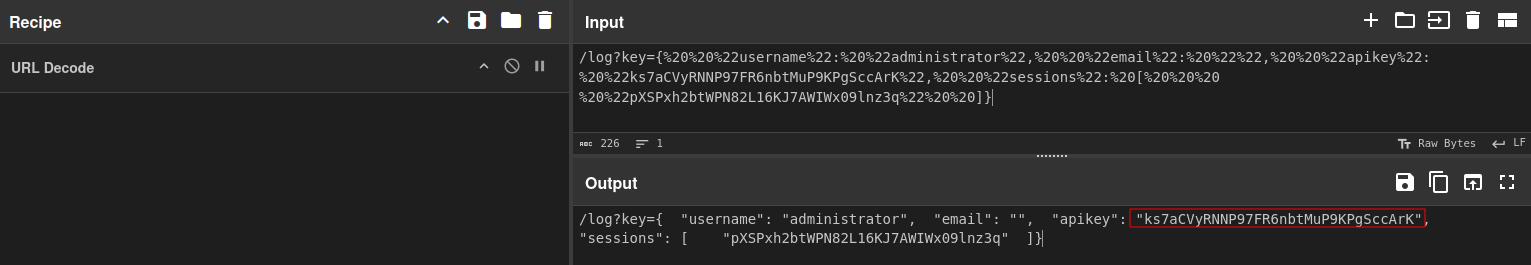 Recipe
URL Decode
Input
/log?key={%20%20%22username%22:%20%22administrator%22,%20%20%22email%22:%20%22%22,%20%20%22apikey%22:
%20%22ks7aCVyRNNP97FR6nbtMuP9KPgSccArK%22,%20%20%22sessions%22:%20[%20%20%20
%20%22pXSPxh2btWPN82L16KJ7AWIWx09lnz3q%22%20%20]}
ABC 226 1 Raw Bytes LF
Output
/log?key={  "username": "administrator",  "email": "",  "apikey": "ks7aCVyRNNP97FR6nbtMuP9KPgSccArK",
"sessions": [    "pXSPxh2btWPN82L16KJ7AWIWx09lnz3q"  ]}